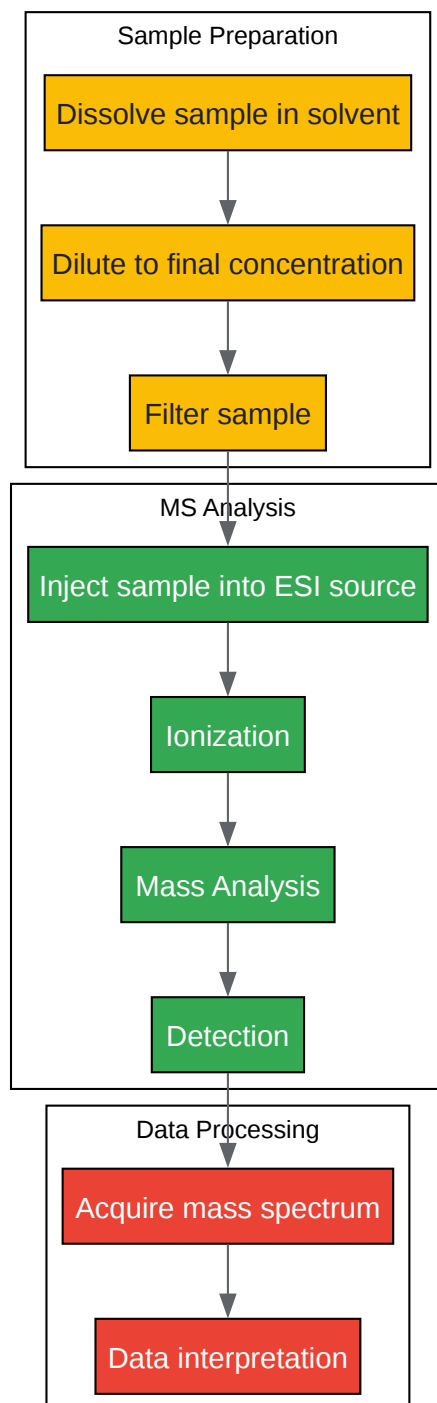 Sample Preparation
Dissolve sample in solvent
Dilute to final concentration
Filter sample
MS Analysis
Inject sample into ESI source
Ionization
Mass Analysis
Detection
Data Processing
Acquire mass spectrum
Data interpretation